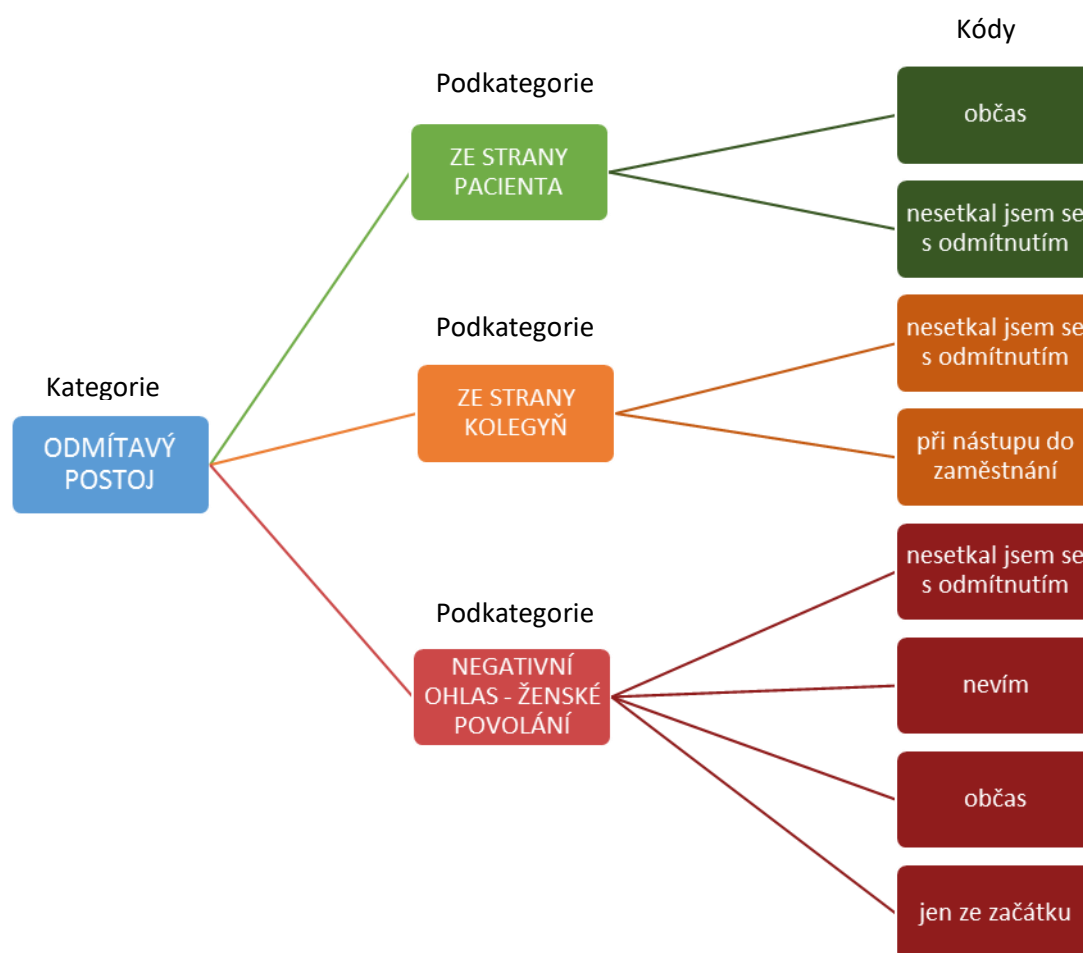 Kódy
Podkategorie
občas
ZE STRANY
PACIENTA
nesetkal jsem se
s odmítnutím
Podkategorie
nesetkal jsem se
s odmítnutím
Kategorie
ZE STRANY
KOLEGYŇ
ODMÍTAVÝ
POSTOJ
při nástupu do
zaměstnání
nesetkal jsem se
s odmítnutím
Podkategorie
NEGATIVNÍ
OHLAS - ŽENSKÉ
POVOLÁNÍ
nevím
občas
jen ze začátku